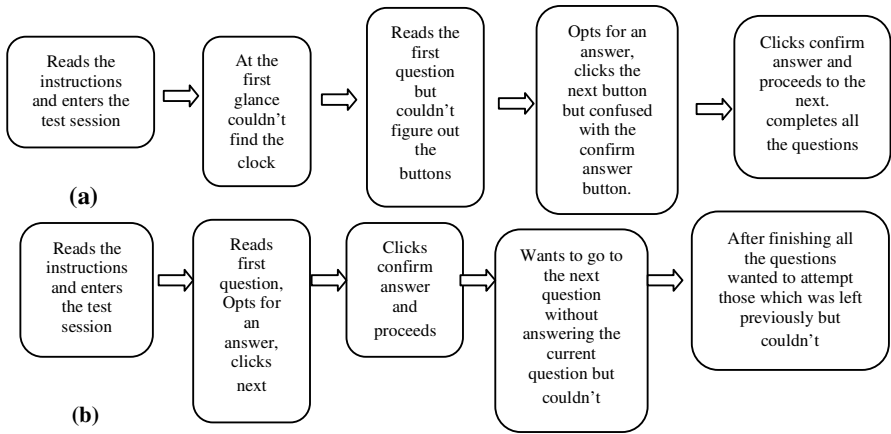 Reads the
instructions
and enters the
test session
At the
first
glance
couldn't
find the
clock
Reads the
first
question
but
couldn't
figure out
the
buttons
Opts for an
answer,
clicks the
next button
but confused
with the
confirm
answer
button.
Clicks confirm
answer and
proceeds to the
next.
completes all
the questions
(a)
Reads the
instructions
and enters
the test
session
Reads
first
question,
Opts for
an
answer,
clicks
next
Clicks
confirm
answer
and
proceeds
Wants to go to
the next
question
without
answering the
current
question but
couldn't
After finishing all
the questions
wanted to attempt
those which was left
previously but
couldn't
(b)